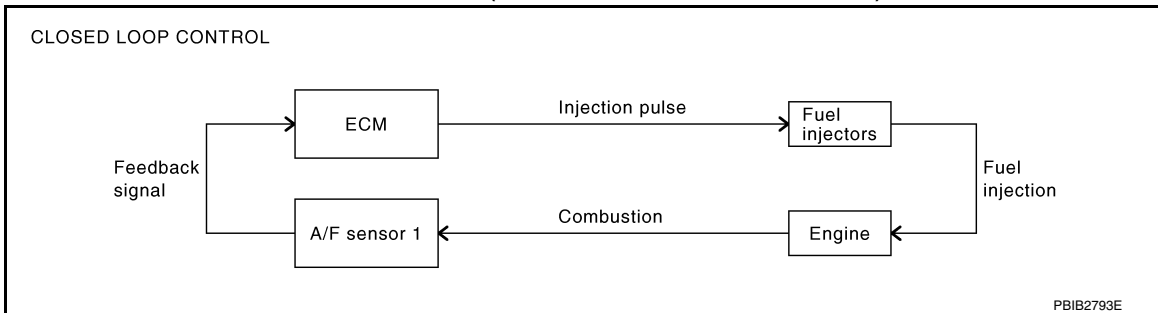 CLOSED LOOP CONTROL
ECM
Injection pulse
Fuel
injectors
Feedback
signal
Fuel
injection
A/F sensor 1
Combustion
Engine
PBIB2793E